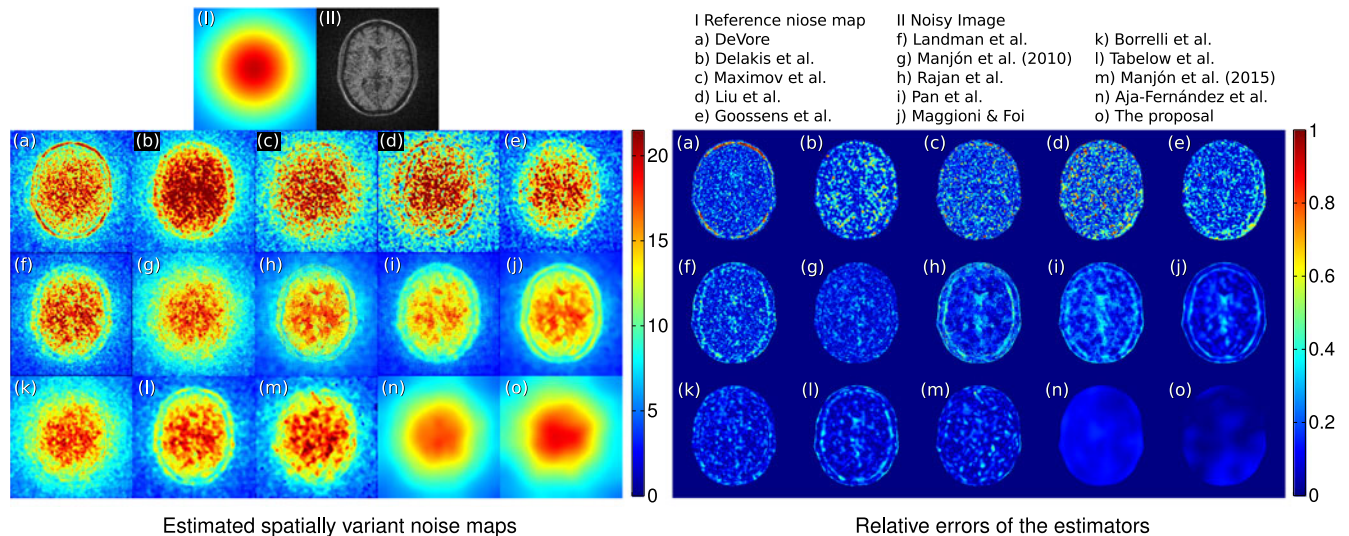 (I)
(II)
I Reference niose map
II Noisy Image
a) DeVore
f) Landman et al.
k) Borrelli et al.
b) Delakis et al.
g) Manjón et al. (2010)
l) Tabelow et al.
c) Maximov et al.
h) Rajan et al.
m) Manjón et al. (2015)
d) Liu et al.
i) Pan et al.
n) Aja-Fernández et al.
e) Goossens et al.
j) Maggioni & Foi
o) The proposal
(a)
(b)
(c)
(d)
(e)
(f)
(g)
(h)
(i)
(j)
(k)
(l)
(m)
(n)
(o)
20
15
10
5
0
Estimated spatially variant noise maps
(a)
(b)
(c)
(d)
(e)
(f)
(g)
(h)
(i)
(j)
(k)
(l)
(m)
(n)
(o)
1
0.8
0.6
0.4
0.2
0
Relative errors of the estimators